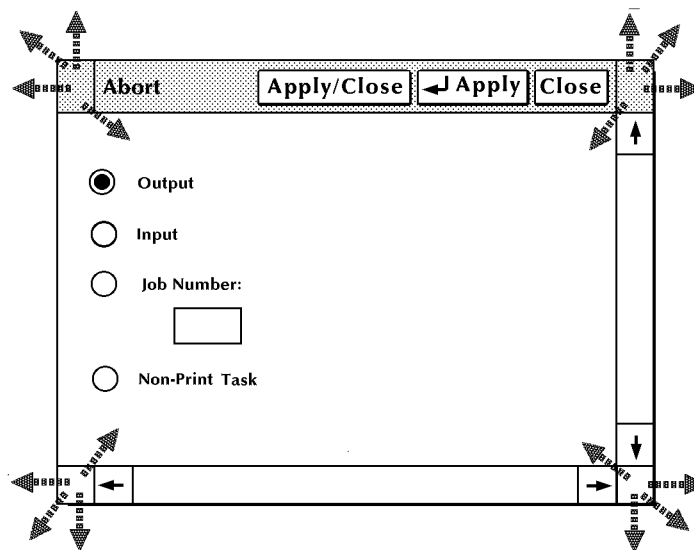 Abort Apply/Close Apply Close
Output
Input
Job Number:
Non-Print Task